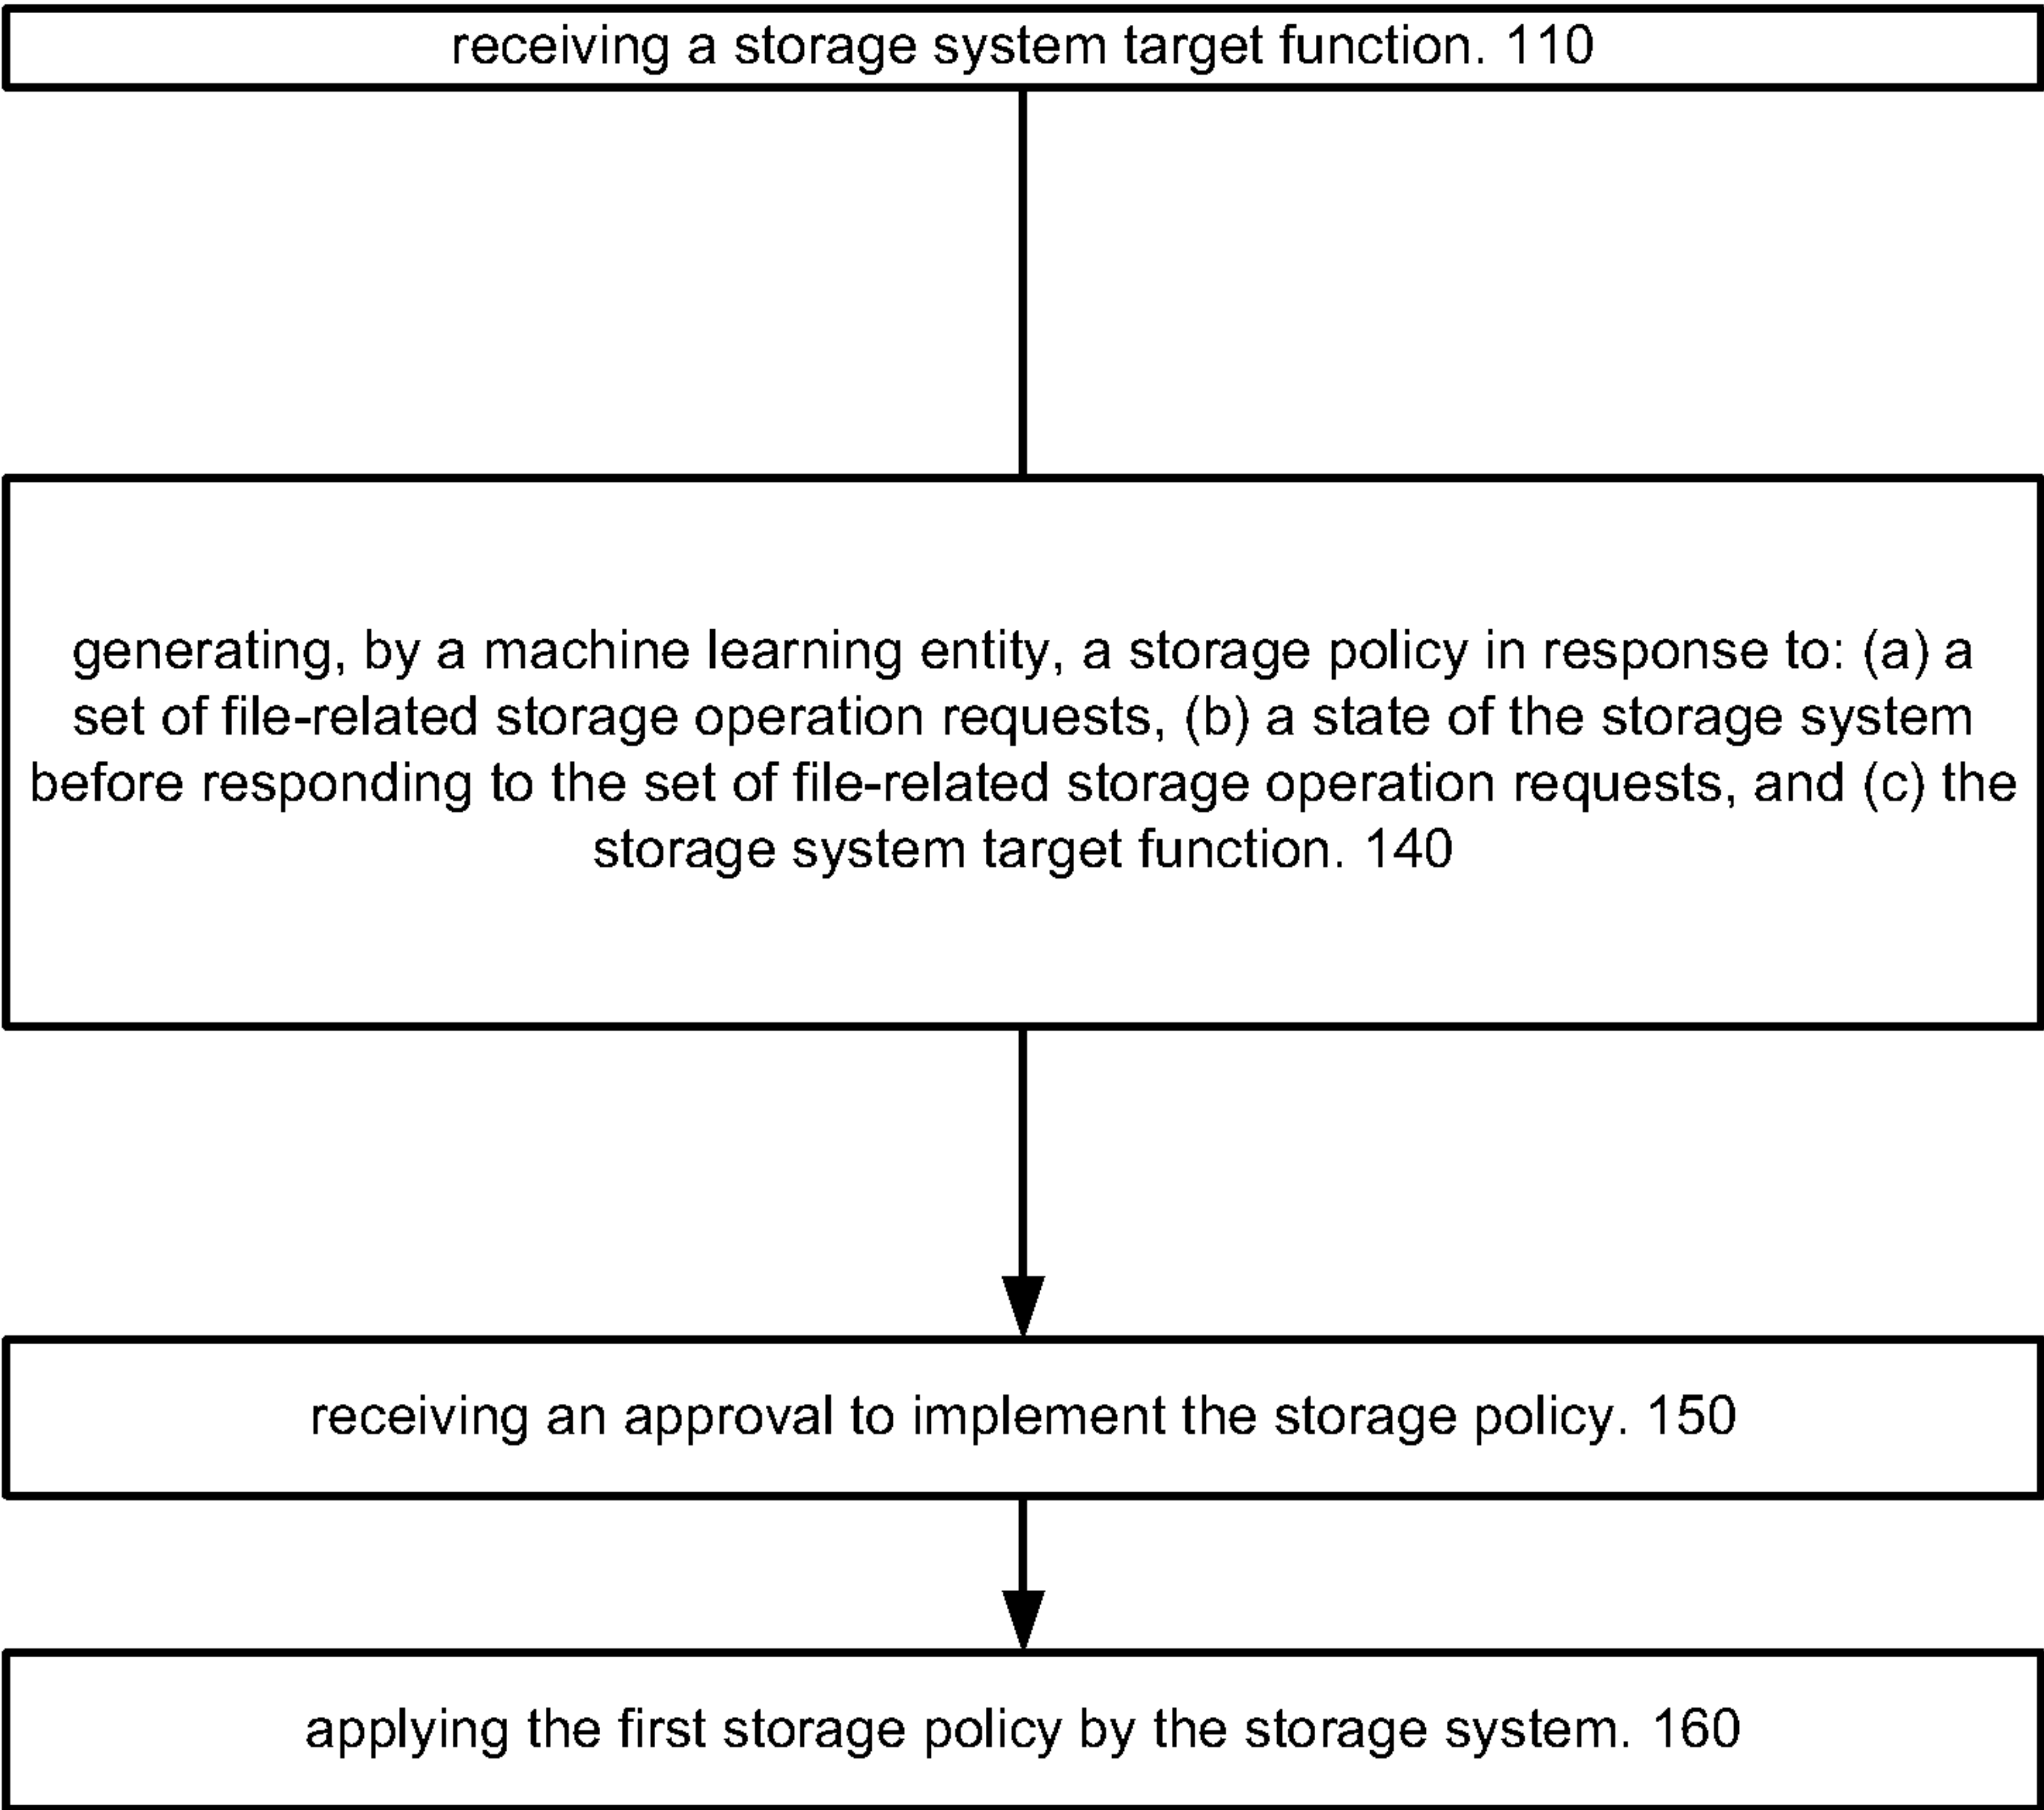 receiving a storage system target function. 110
generating, by a machine learning entity, a storage policy in response to: (a) a
set of file-related storage operation requests, (b) a state of the storage system
before responding to the set of file-related storage operation requests, and (c) the
storage system target function. 140
receiving an approval to implement the storage policy. 150
applying the first storage policy by the storage system. 160